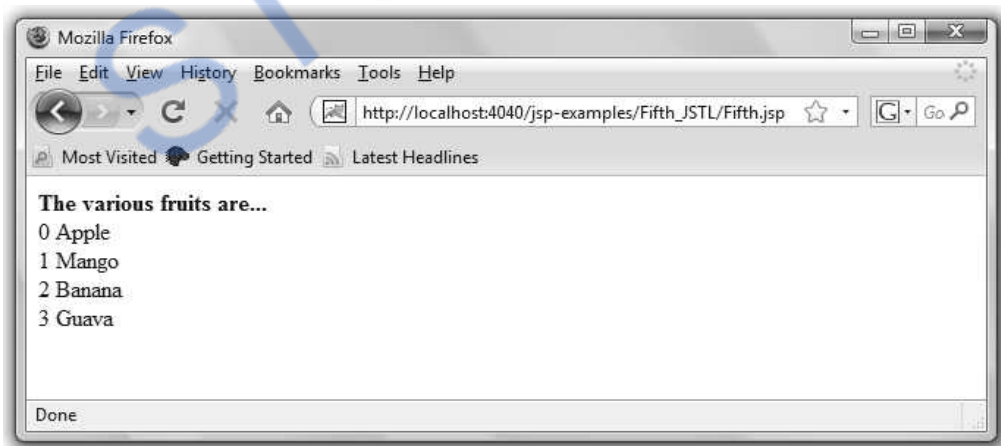 Mozilla Firefox
File Edit View History Bookmarks Tools Help
http://localhost:4040/jsp-examples/Fifth_JSTL/Fifth.jsp G Go
Most Visited Getting Started Latest Headlines
The various fruits are...
0 Apple
1 Mango
2 Banana
3 Guava
Done